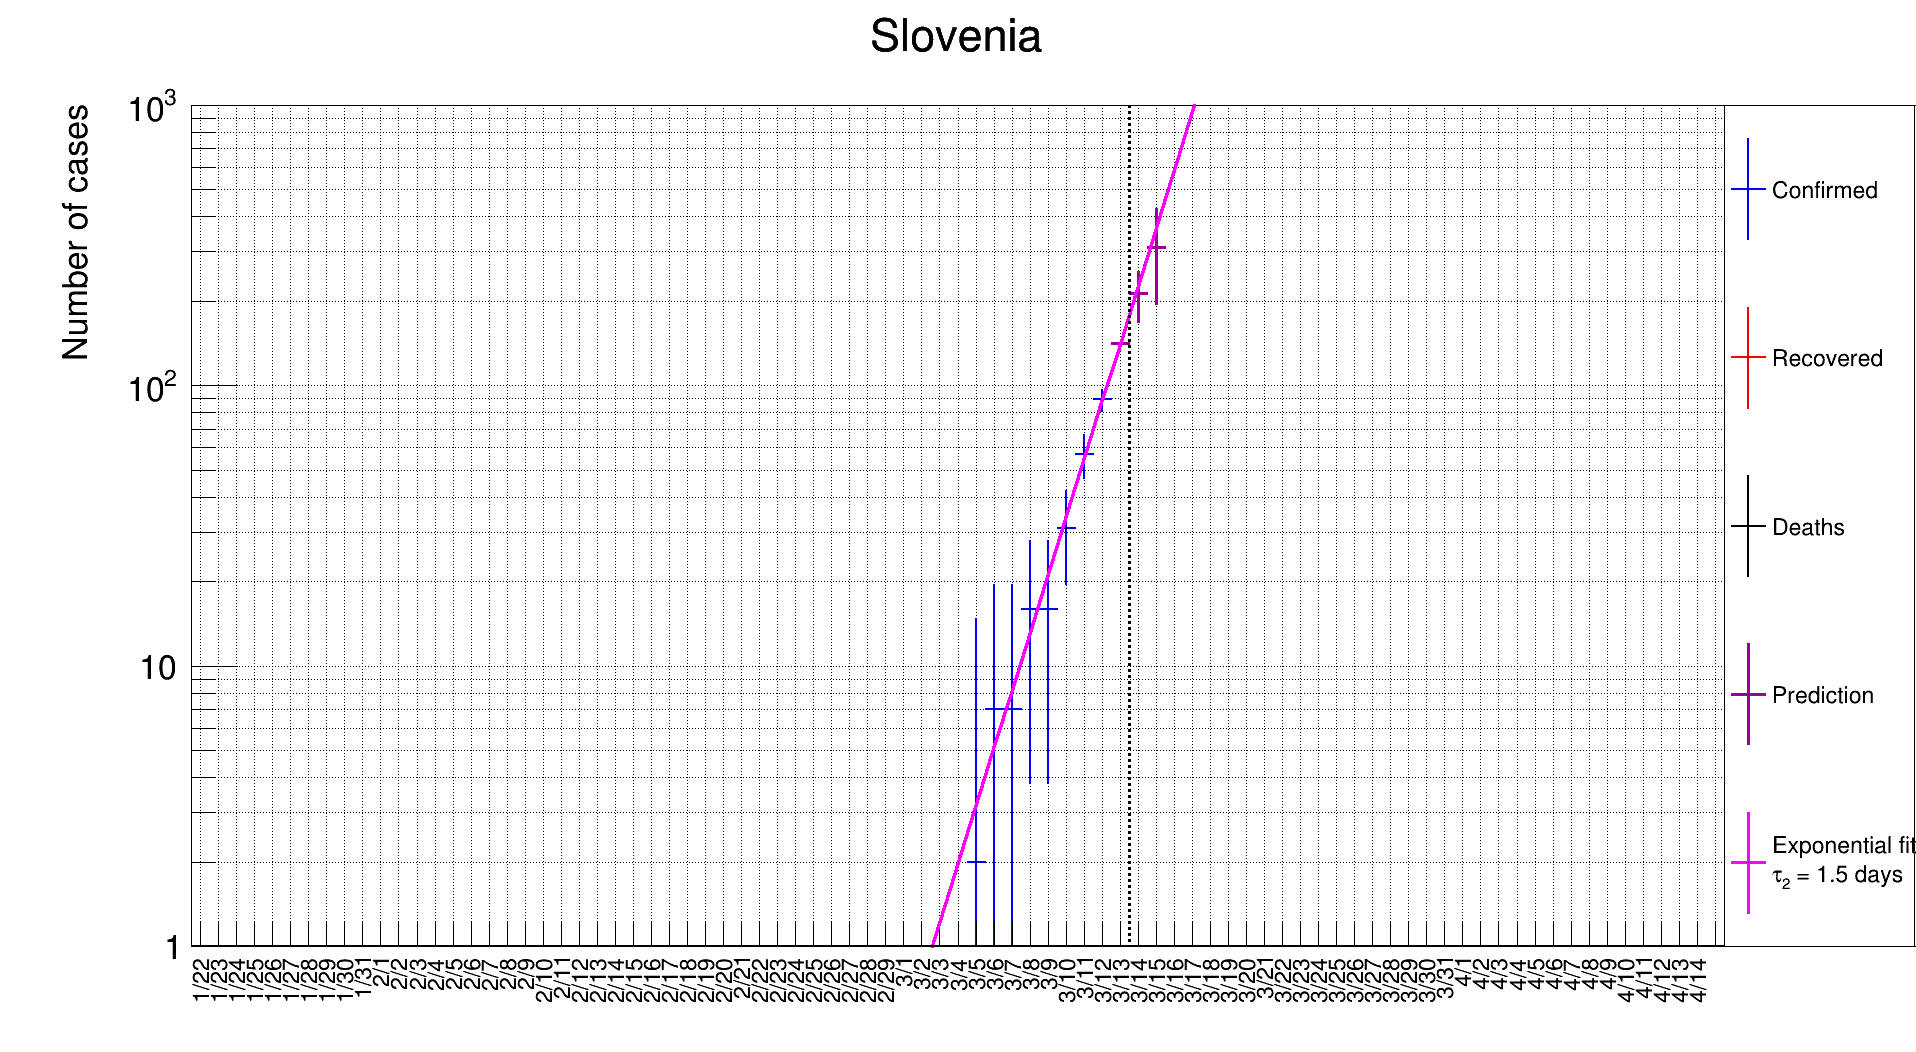 Slovenia
Number of cases
10³
10²
10
1
1/22 1/23 1/24 1/25 1/26 1/27 1/28 1/29 1/30 1/31 2/1 2/2 2/3 2/4 2/5 2/6 2/7 2/8 2/9 2/10 2/11 2/12 2/13 2/14 2/15 2/16 2/17 2/18 2/19 2/20 2/21 2/22 2/23 2/24 2/25 2/26 2/27 2/28 2/29 3/1 3/2 3/3 3/4 3/5 3/6 3/7 3/8 3/9 3/10 3/11 3/12 3/13 3/14 3/15 3/16 3/17 3/18 3/19 3/20 3/21 3/22 3/23 3/24 3/25 3/26 3/27 3/28 3/29 3/30 3/31 4/1 4/2 4/3 4/4 4/5 4/6 4/7 4/8 4/9 4/10 4/11 4/12 4/13 4/14
Confirmed
Recovered
Deaths
Prediction
Exponential fit
τ₂ = 1.5 days